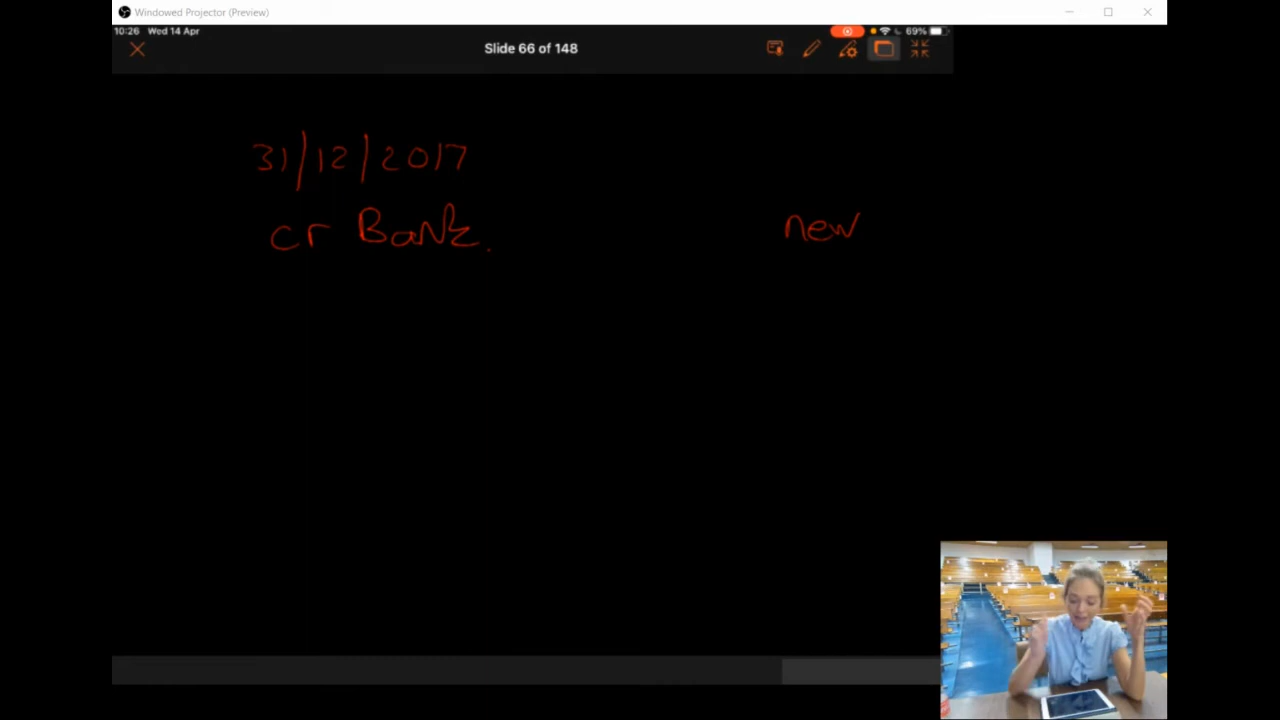 Windowed Projector (Preview)
10:26 Wed 14 Apr 69%
Slide 66 of 148
31/12/2017
cr Bank. new